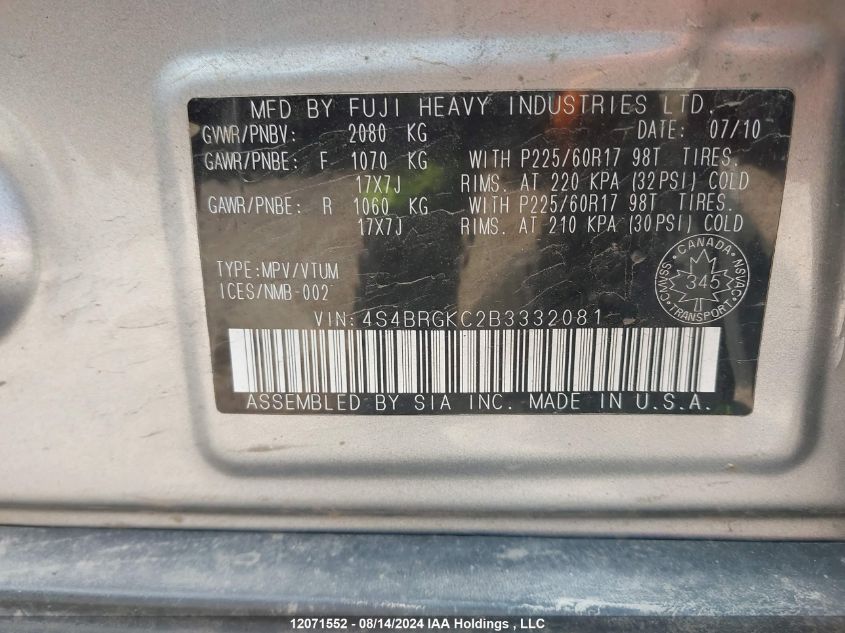 MFD BY FUJI HEAVY INDUSTRIES LTD.
GVWR/PNBV: 2080 KG DATE: 07/10
GAWR/PNBE: F 1070 KG WITH P225/60R17 98T TIRES.
17X7J RIMS. AT 220 KPA (32PSI) COLD
GAWR/PNBE: R 1060 KG WITH P225/60R17 98T TIRES.
17X7J RIMS. AT 210 KPA (30PSI) COLD
TYPE:MPV/VTUM
ICES/NMB-002
CANADA
CMVSS NSVAC
345
TRANSPORT
VIN: 4S4BRGKC2B3332081
ASSEMBLED BY SIA INC. MADE IN U.S.A.
12071552 - 08/14/2024 IAA Holdings , LLC